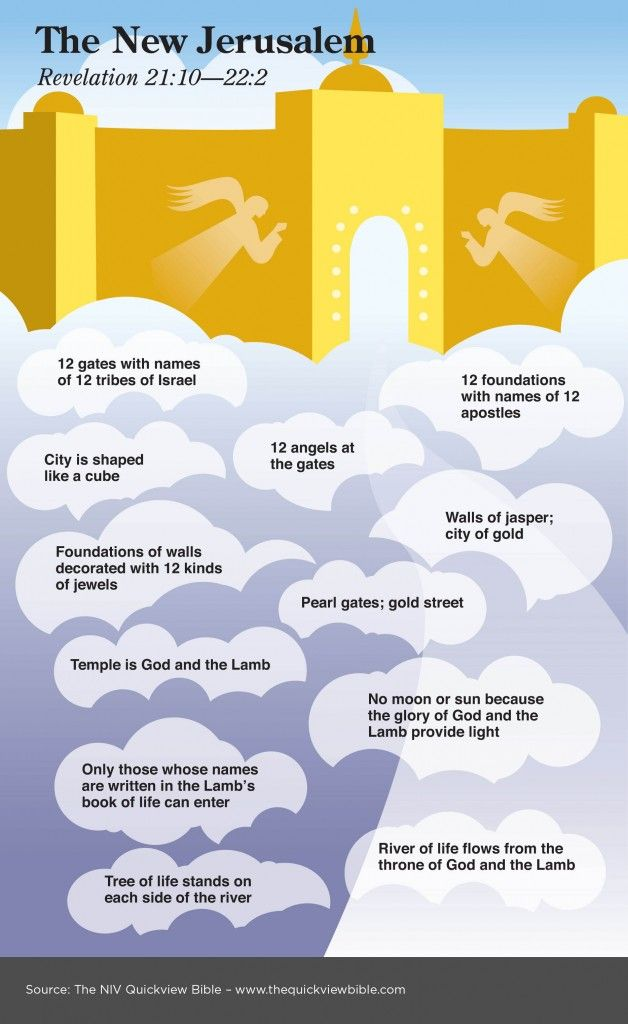 The New Jerusalem
Revelation 21:10—22:2
12 gates with names
of 12 tribes of Israel
12 foundations
with names of 12
apostles
12 angels at
the gates
City is shaped
like a cube
Walls of jasper;
city of gold
Foundations of walls
decorated with 12 kinds
of jewels
Pearl gates; gold street
Temple is God and the Lamb
No moon or sun because
the glory of God and the
Lamb provide light
Only those whose names
are written in the Lamb's
book of life can enter
River of life flows from the
throne of God and the Lamb
Tree of life stands on
each side of the river
Source: The NIV Quickview Bible – www.thequickviewbible.com